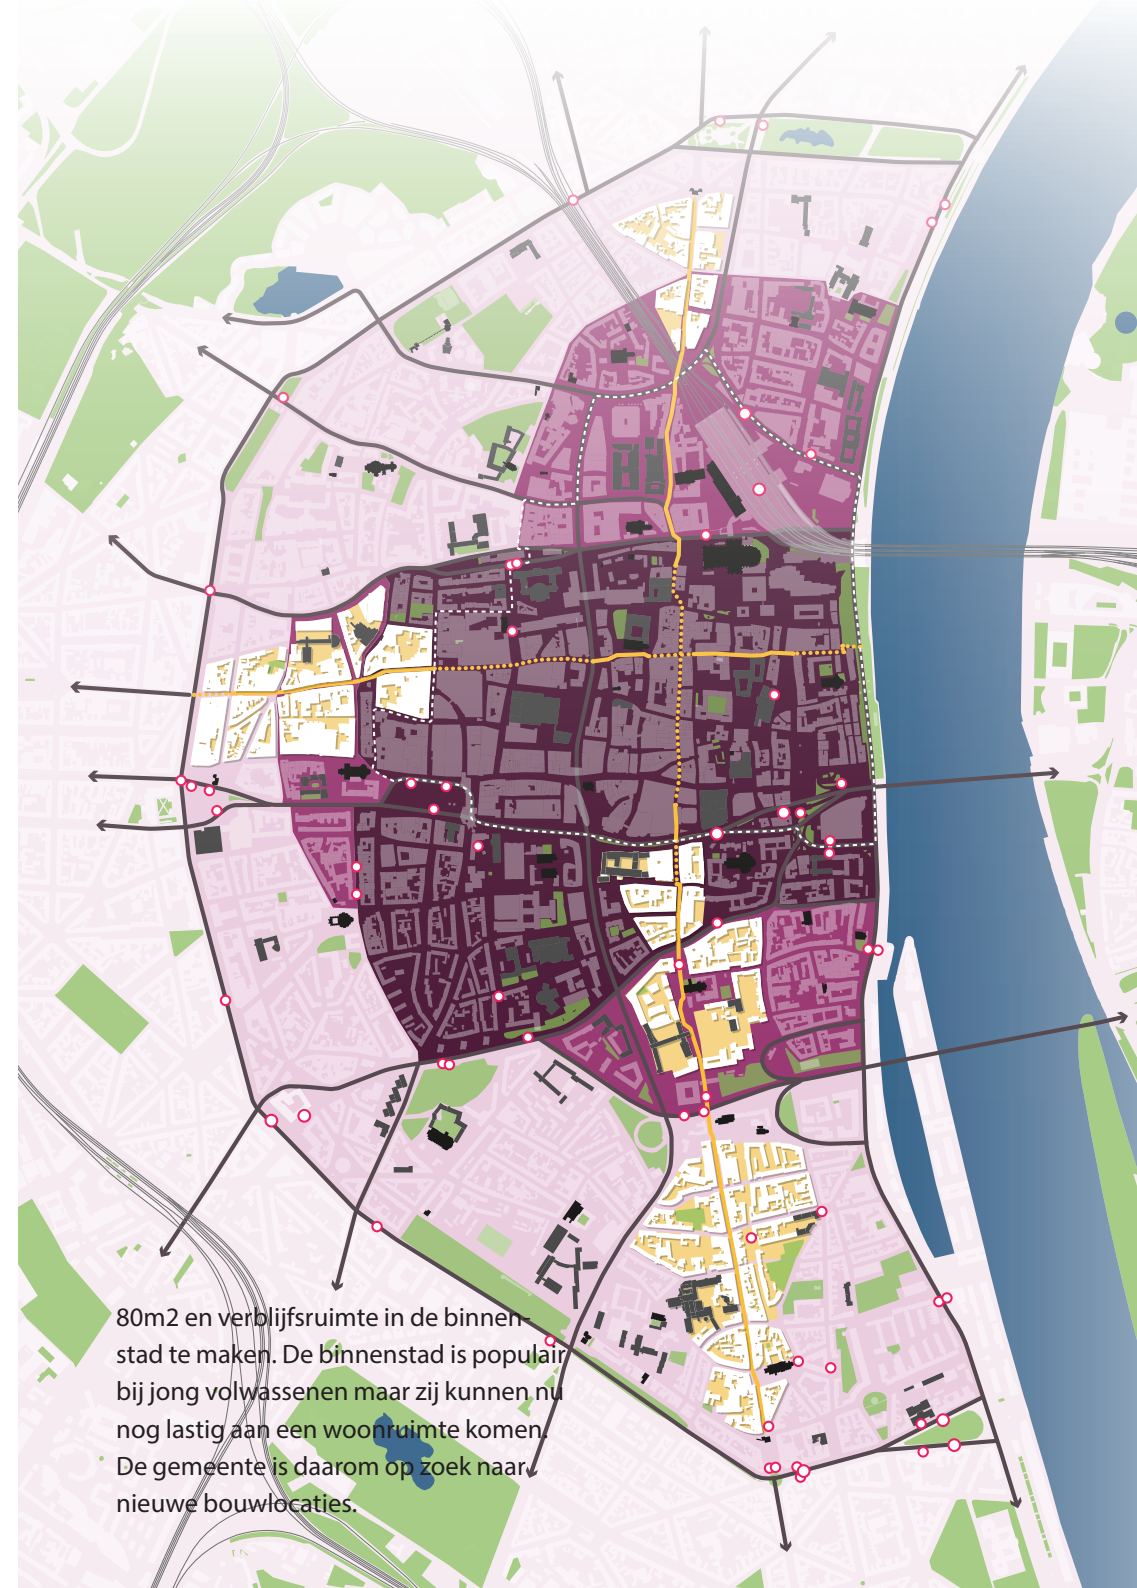 80m2 en verblijfsruimte in de binnen-
stad te maken. De binnenstad is populair
bij jong volwassenen maar zij kunnen nu
nog lastig aan een woonruimte komen.
De gemeente is daarom op zoek naar
nieuwe bouwlocaties.